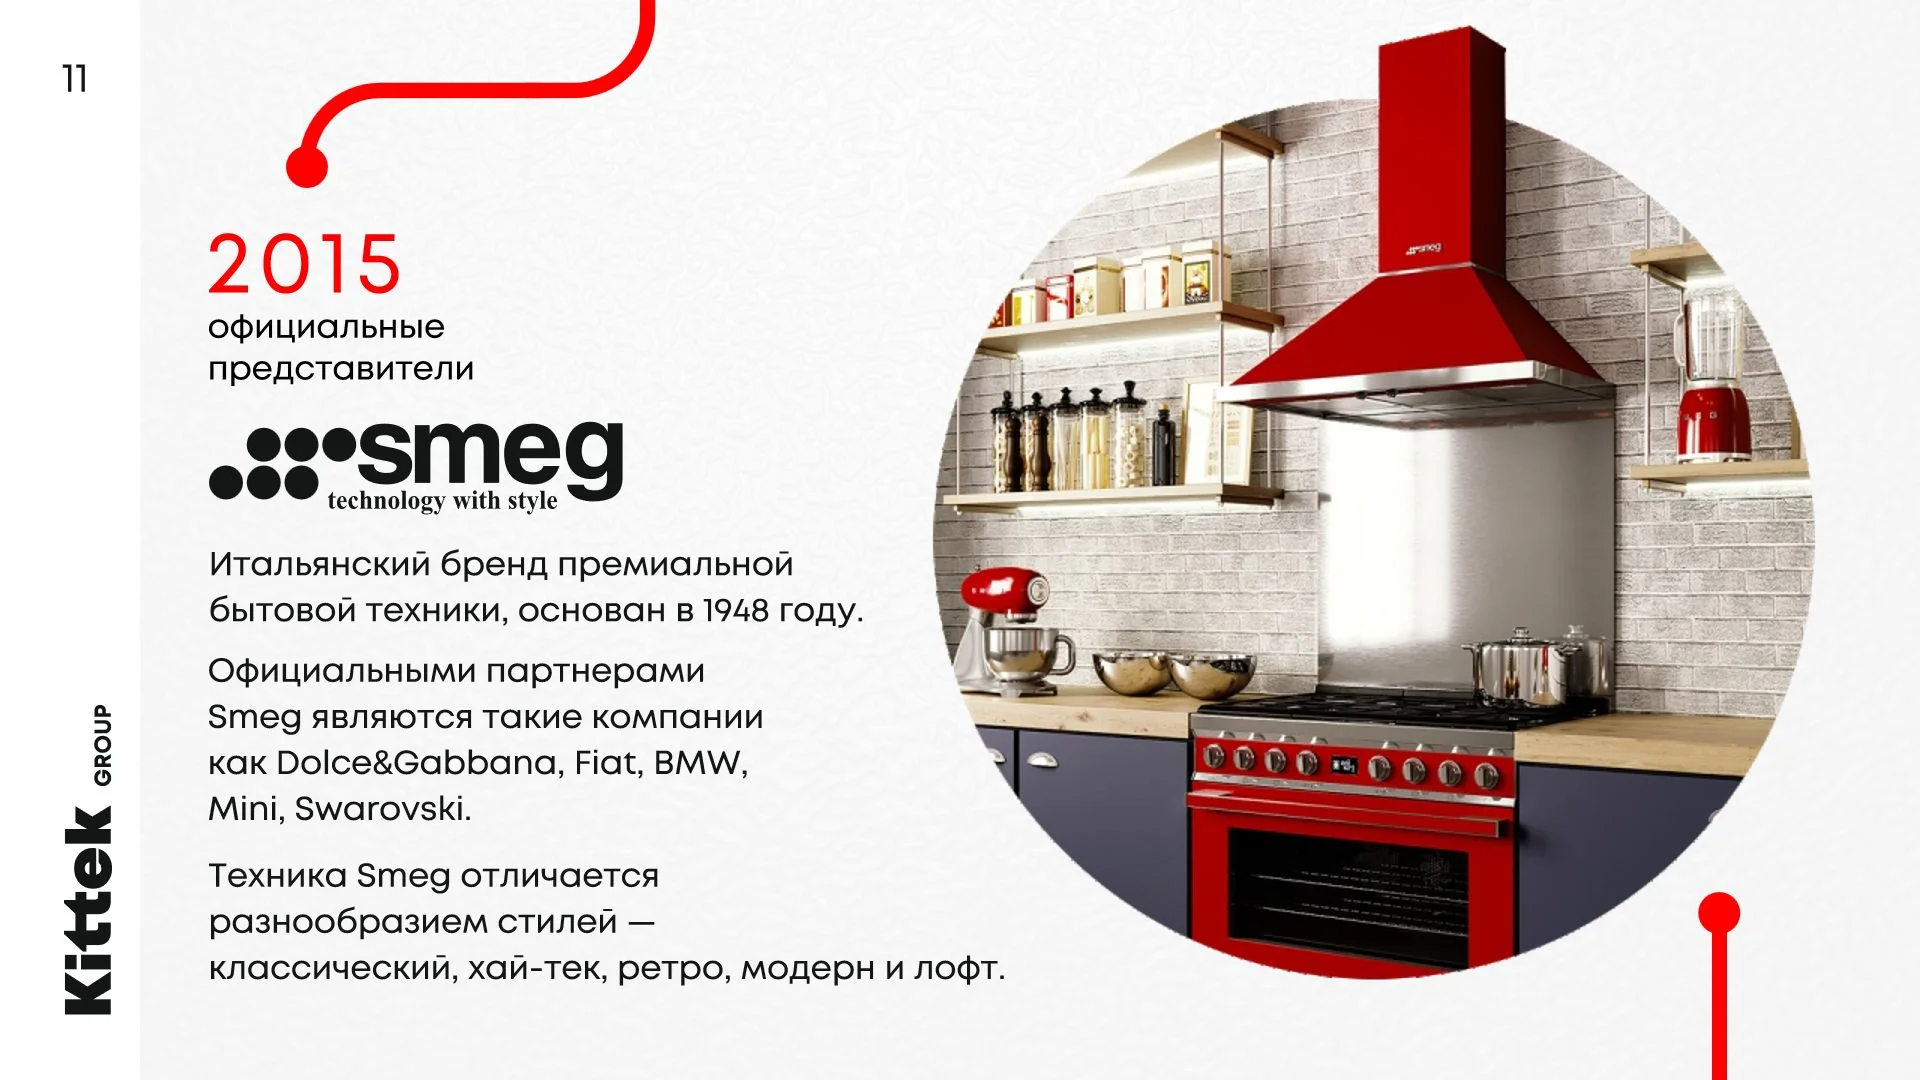 11
2015
официальные
представители
smeg
technology with style
Итальянский бренд премиальной
бытовой техники, основан в 1948 году.
Официальными партнерами
Smeg являются такие компании
как Dolce&Gabbana, Fiat, BMW,
Mini, Swarovski.
Техника Smeg отличается
разнообразием стилей —
классический, хай-тек, ретро, модерн и лофт.
Kittek GROUP
smeg